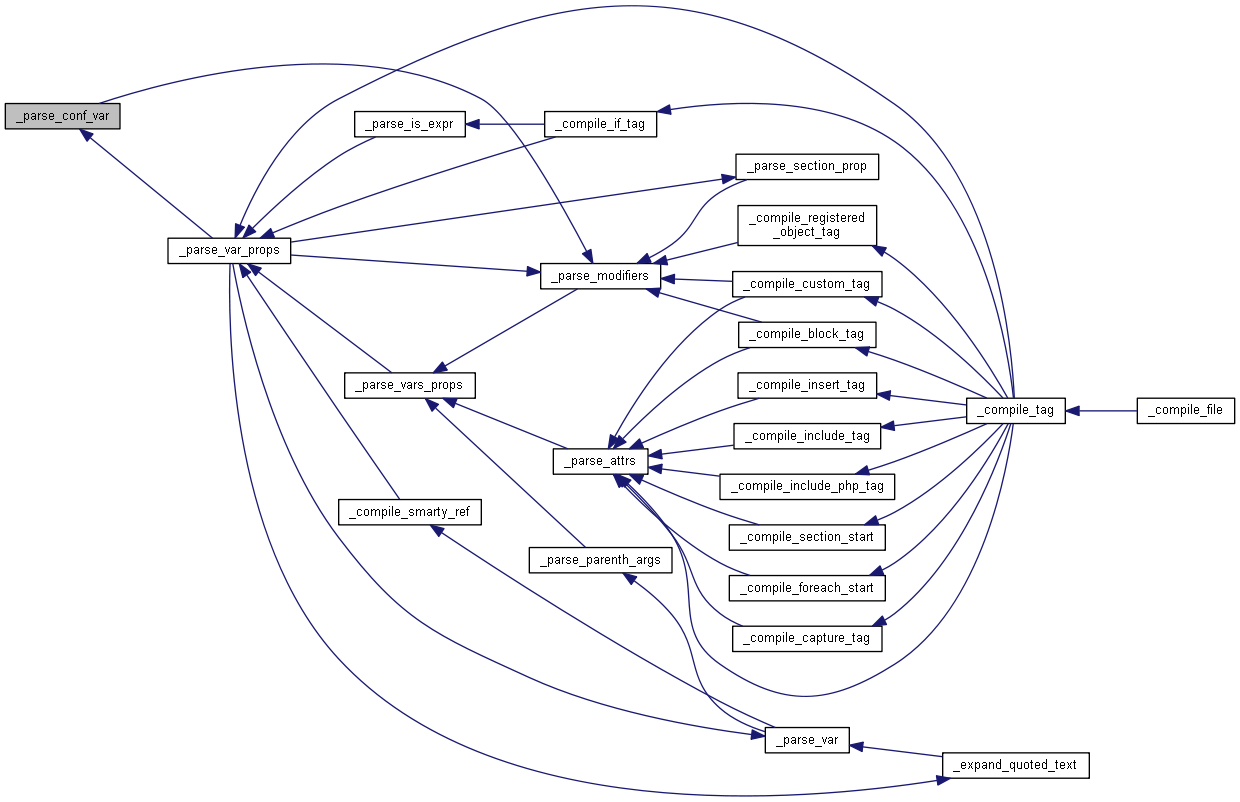 _parse_conf_var
_parse_is_expr
_compile_if_tag
_parse_section_prop
_compile_registered
_object_tag
_parse_var_props
_parse_modifiers
_compile_custom_tag
_compile_block_tag
_parse_vars_props
_compile_insert_tag
_compile_tag
_compile_file
_compile_include_tag
_parse_attrs
_compile_include_php_tag
_compile_smarty_ref
_compile_section_start
_parse_parenth_args
_compile_foreach_start
_compile_capture_tag
_parse_var
_expand_quoted_text